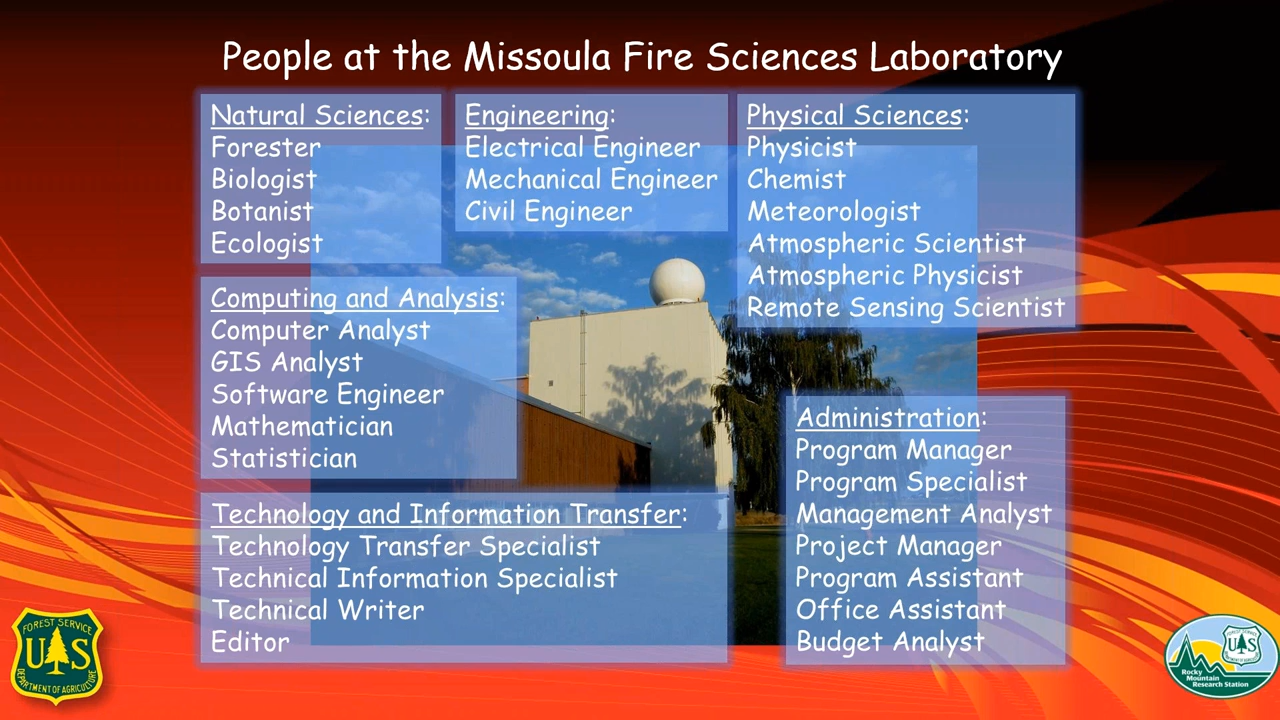 People at the Missoula Fire Sciences Laboratory
Natural Sciences:
Forester
Biologist
Botanist
Ecologist
Engineering:
Electrical Engineer
Mechanical Engineer
Civil Engineer
Physical Sciences:
Physicist
Chemist
Meteorologist
Atmospheric Scientist
Atmospheric Physicist
Remote Sensing Scientist
Computing and Analysis:
Computer Analyst
GIS Analyst
Software Engineer
Mathematician
Statistician
Technology and Information Transfer:
Technology Transfer Specialist
Technical Information Specialist
Technical Writer
Editor
Administration:
Program Manager
Program Specialist
Management Analyst
Project Manager
Program Assistant
Office Assistant
Budget Analyst
FOREST SERVICE
U S
DEPARTMENT OF AGRICULTURE
U S
Rocky
Mountain
Research Station